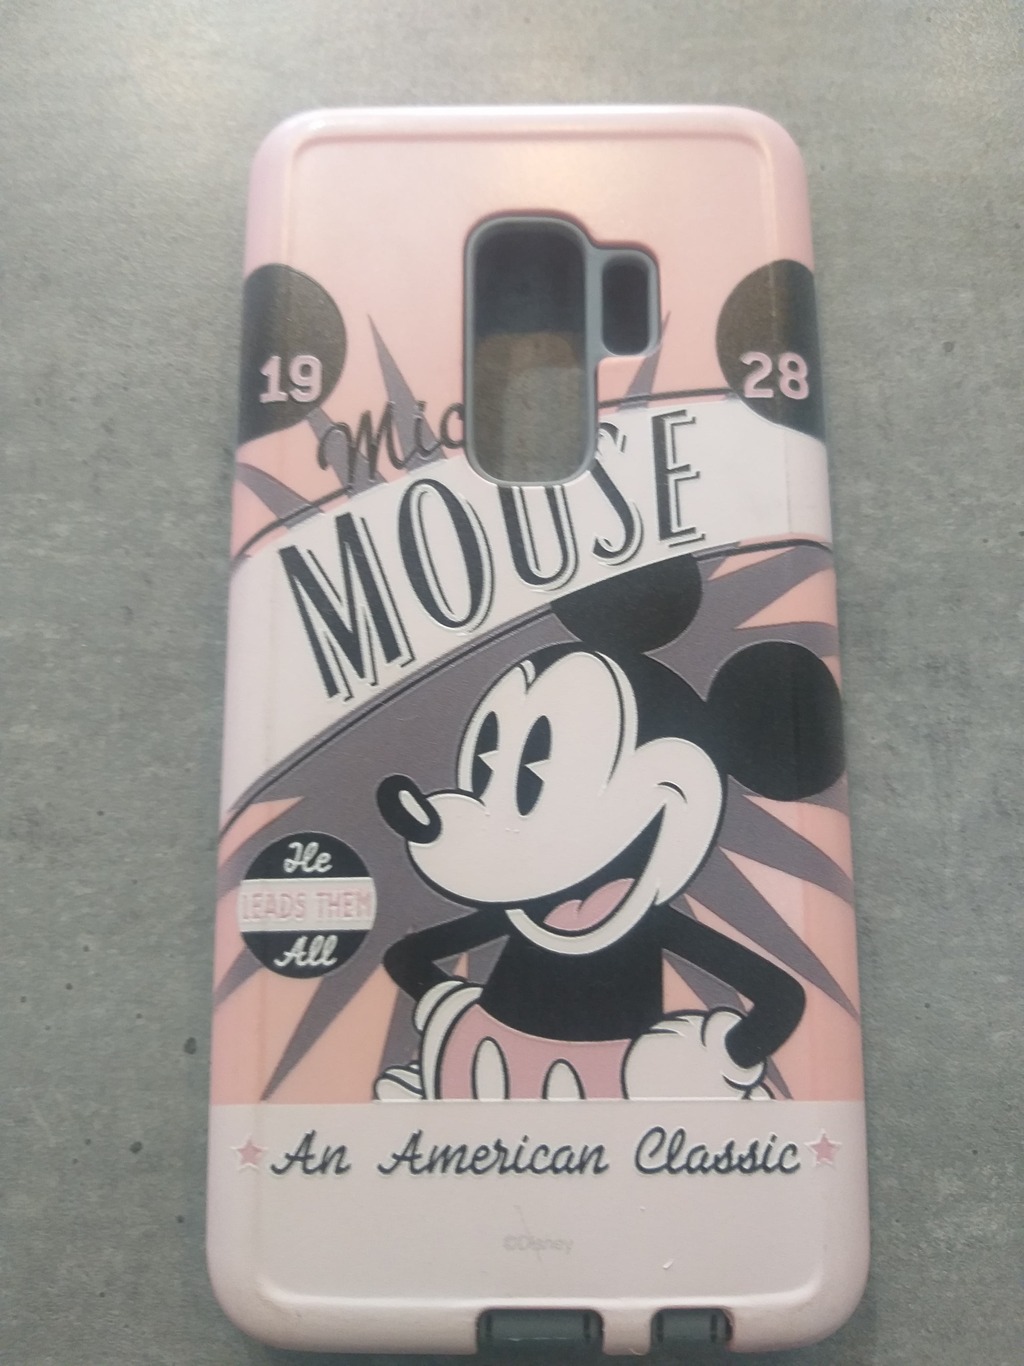 19
28
Mic
MOUSE
He
LEADS THEM
All
An American Classic
©Disney